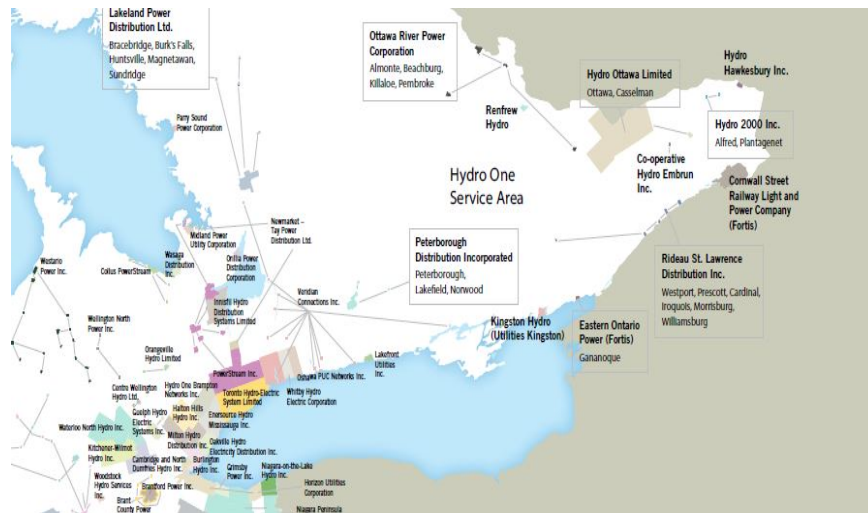 Lakeland Power
Distribution Ltd.
Bracebridge, Burk's Falls,
Huntsville, Magnetawan,
Sundridge
Ottawa River Power
Corporation
Almonte, Beachburg,
Killaloe, Pembroke
Hydro Ottawa Limited
Ottawa, Casselman
Hydro
Hawkesbury Inc.
Renfrew
Hydro
Hydro 2000 Inc.
Alfred, Plantagenet
Parry Sound
Power Corporation
Co-operative
Hydro Embrun
Inc.
Hydro One
Service Area
Cornwall Street
Railway Light and
Power Company
(Fortis)
Newmarket –
Tay Power
Distribution Ltd.
Midland Power
Utility Corporation
Peterborough
Distribution Incorporated
Peterborough,
Lakefield, Norwood
Wasaga
Distribution
Inc.
Orillia Power
Distribution
Corporation
Westario
Power Inc.
Collus PowerStream
Rideau St. Lawrence
Distribution Inc.
Westport, Prescott, Cardinal,
Iroquois, Morrisburg,
Williamsburg
Veridian
Connections Inc.
Innisfil Hydro
Distribution
Systems Limited
Wellington North
Power Inc.
Kingston Hydro
(Utilities Kingston)
Eastern Ontario
Power (Fortis)
Gananoque
Orangeville
Hydro Limited
Lakefront
Utilities
Inc.
PowerStream Inc.
Oshawa PUC Networks Inc.
Centre Wellington
Hydro Ltd.
Hydro One Brampton
Networks Inc.
Toronto Hydro-Electric
System Limited
Whitby Hydro
Electric Corporation
Guelph Hydro
Electric
Systems Inc.
Halton Hills
Hydro Inc.
Enersource Hydro
Mississauga Inc.
Waterloo North Hydro Inc.
Milton Hydro
Distribution Inc.
Oakville Hydro
Electricity Distribution Inc.
Kitchener-Wilmot
Hydro Inc.
Cambridge and North
Dumfries Hydro Inc.
Burlington
Hydro Inc.
Grimsby
Power Inc.
Niagara-on-the-Lake
Hydro Inc.
Woodstock
Hydro Services
Inc.
Brantford Power Inc.
Horizon Utilities
Corporation
Brant
County Power
Niagara Peninsula